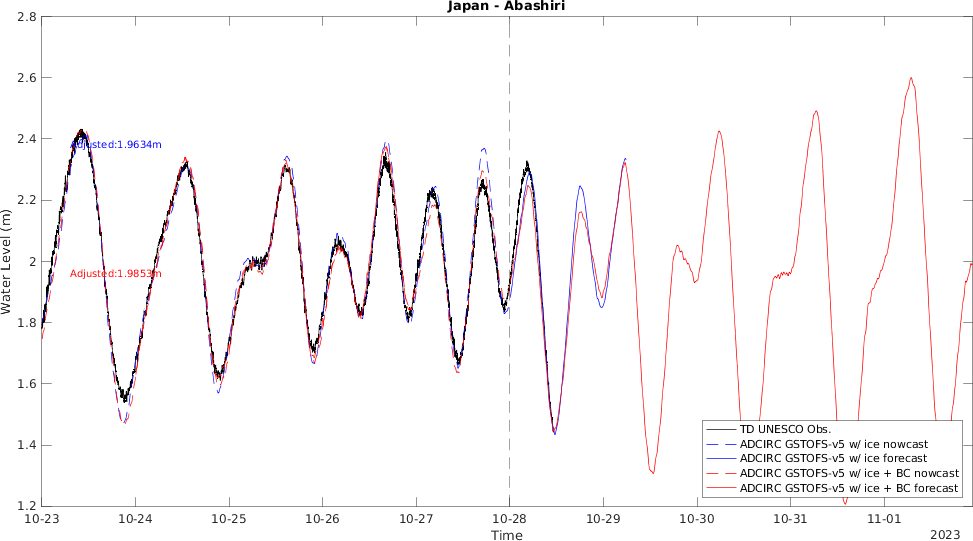 Japan - Abashiri
Water Level (m)
2.8
2.6
2.4
2.2
2
1.8
1.6
1.4
1.2
Adjusted:1.9634m
Adjusted:1.9853m
TD UNESCO Obs.
ADCIRC GSTOFS-v5 w/ ice nowcast
ADCIRC GSTOFS-v5 w/ ice forecast
ADCIRC GSTOFS-v5 w/ ice + BC nowcast
ADCIRC GSTOFS-v5 w/ ice + BC forecast
10-23 10-24 10-25 10-26 10-27 10-28 10-29 10-30 10-31 11-01
Time
2023